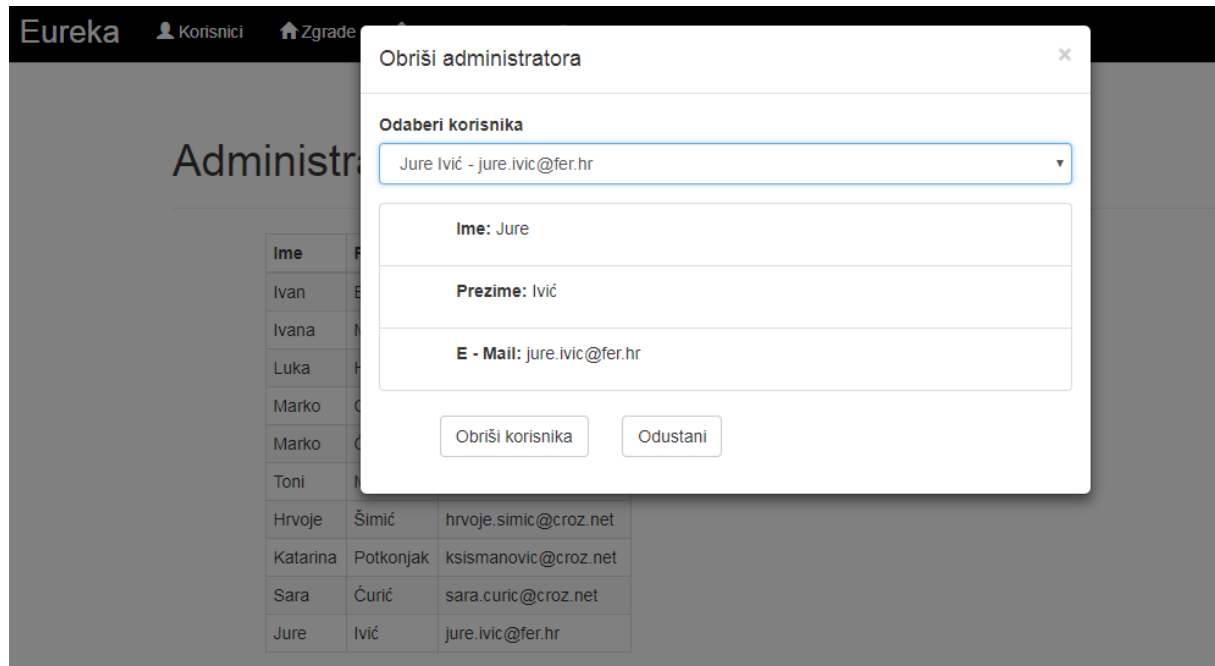 Eureka Korisnici Zgrade
Obriši administratora ×
Odaberi korisnika
Administr
Jure Ivić - jure.ivic@fer.hr
Ime: Jure
Ime
Ivan
Prezime: Ivić
Ivana
E - Mail: jure.ivic@fer.hr
Luka
Marko
Marko
Obriši korisnika Odustani
Toni
Hrvoje Šimić hrvoje.simic@croz.net
Katarina Potkonjak ksismanovic@croz.net
Sara Ćurić sara.curic@croz.net
Jure Ivić jure.ivic@fer.hr